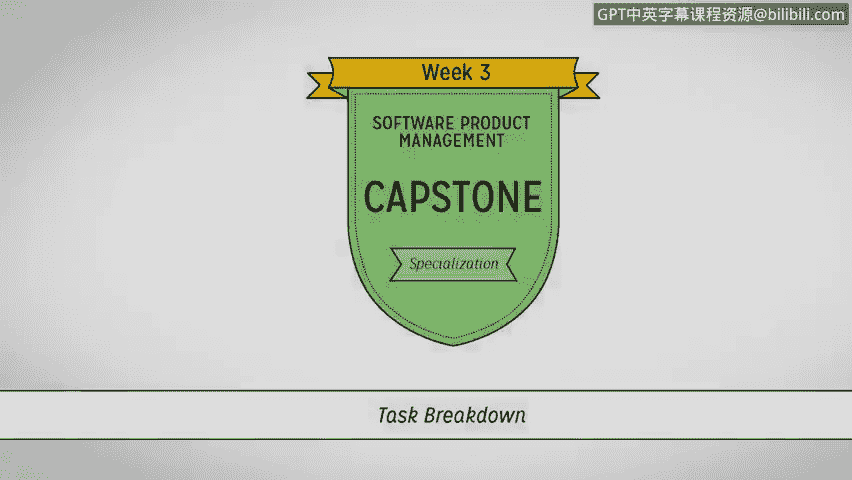 GPT中英字幕课程资源@bilibili.com
Week 3
SOFTWARE PRODUCT
MANAGEMENT
CAPSTONE
Specialization
Task Breakdown